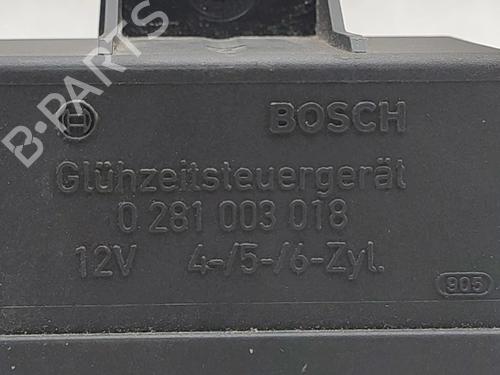 B-PARTS
BOSCH
Glühzeitsteuergerät
0 281 003 018
12V 4-/5-/6-Zyl.
905